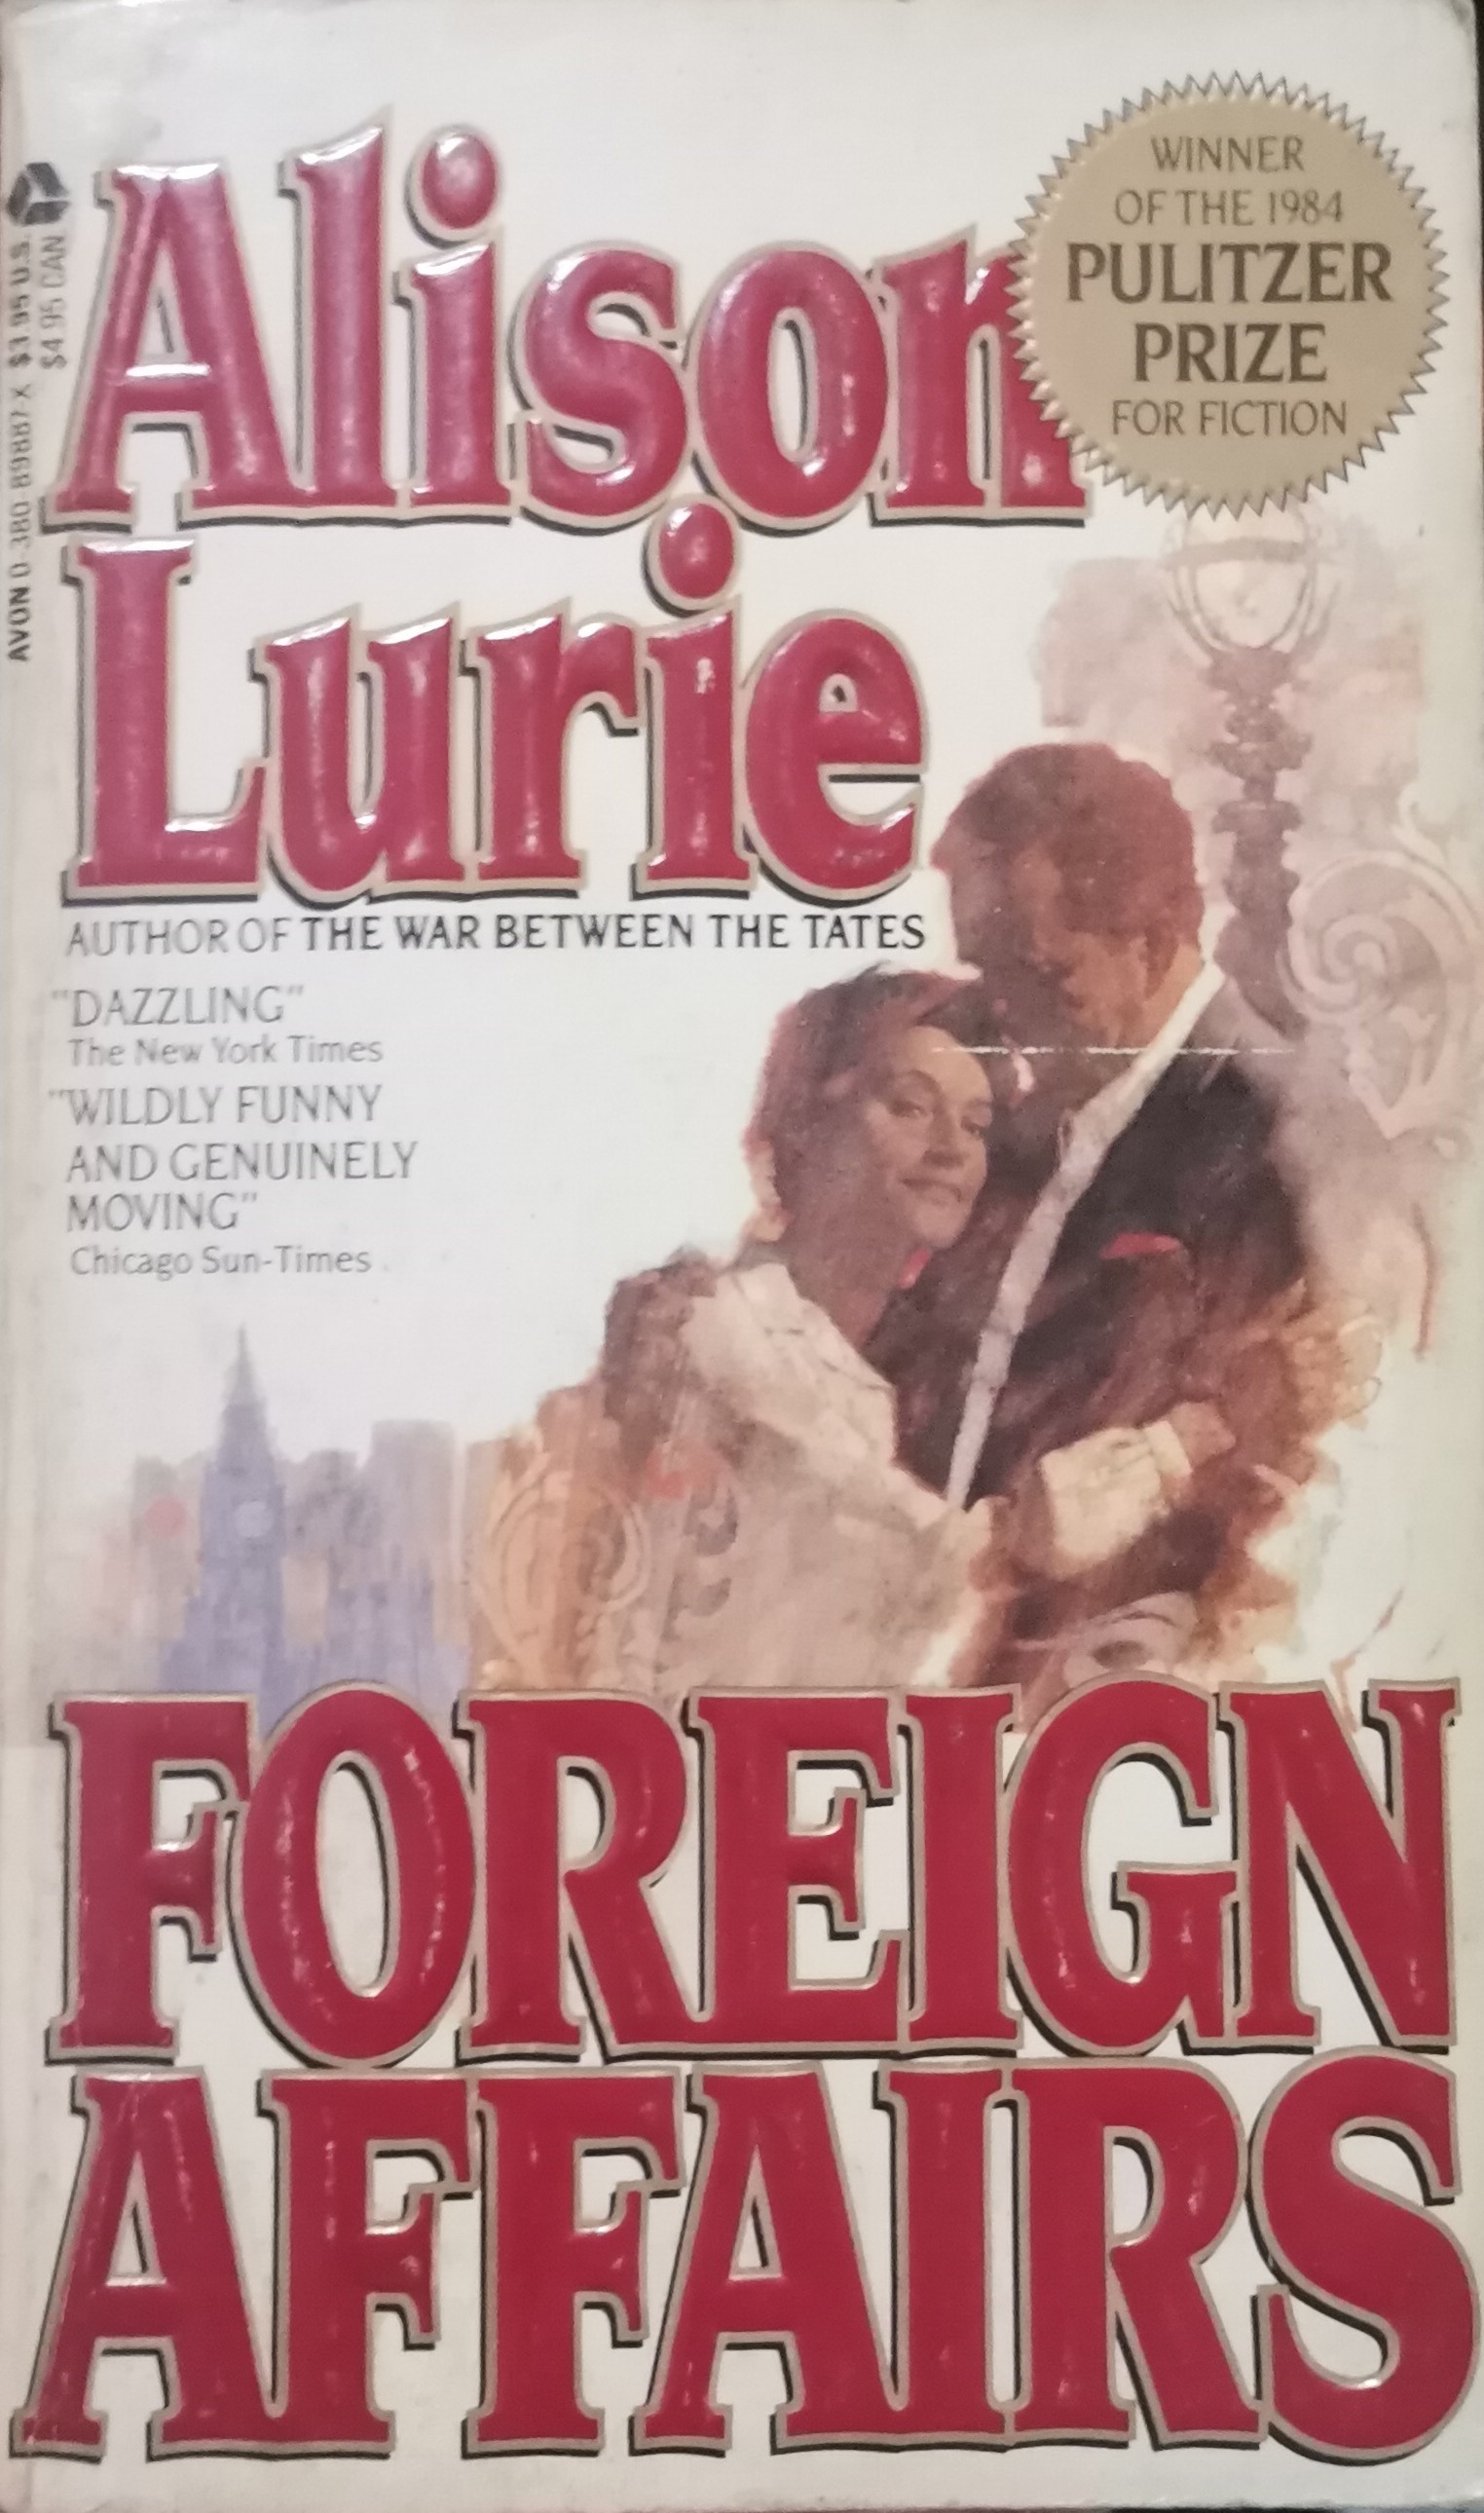 Alison
Lurie
WINNER
OF THE 1984
PULITZER
PRIZE
FOR FICTION
AVON 0-380-89887-X $3.95 U.S.
$4.95 CAN
AUTHOR OF THE WAR BETWEEN THE TATES
"DAZZLING"
The New York Times
"WILDLY FUNNY
AND GENUINELY
MOVING"
Chicago Sun-Times
FOREIGN
AFFAIRS